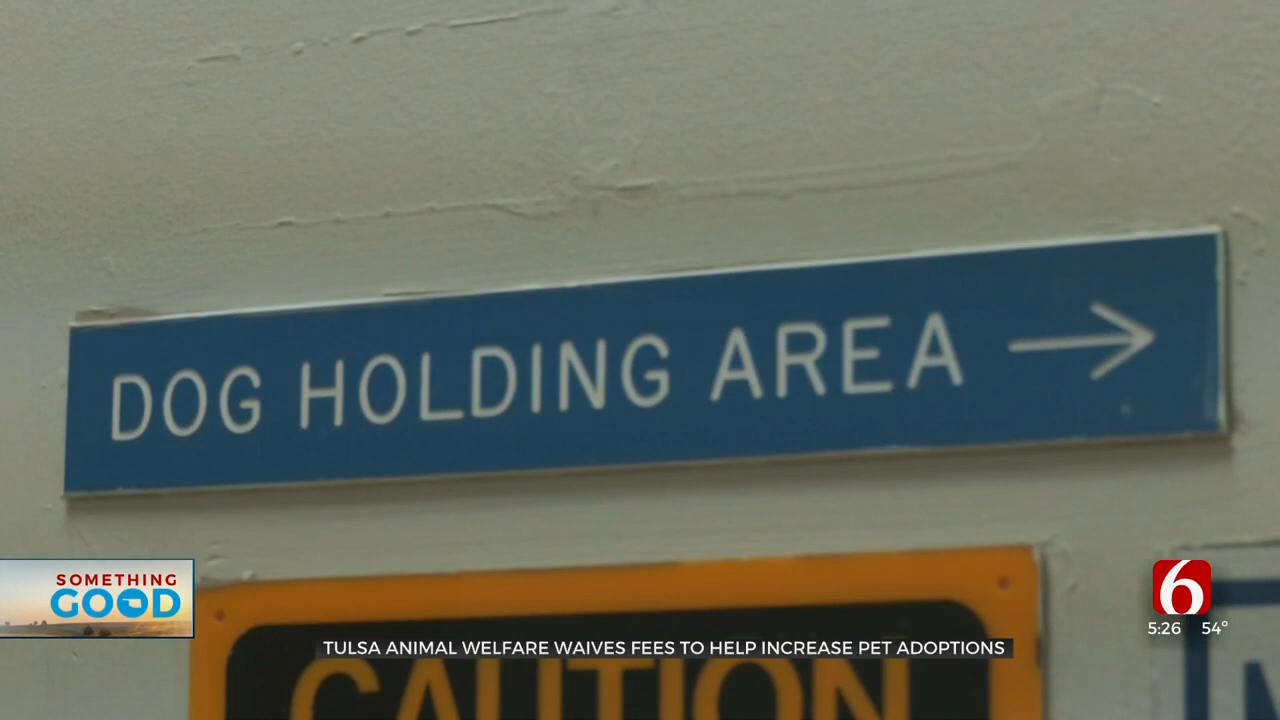 DOG HOLDING AREA →
SOMETHING
GOOD
6
5:26 54°
TULSA ANIMAL WELFARE WAIVES FEES TO HELP INCREASE PET ADOPTIONS
CAUTION